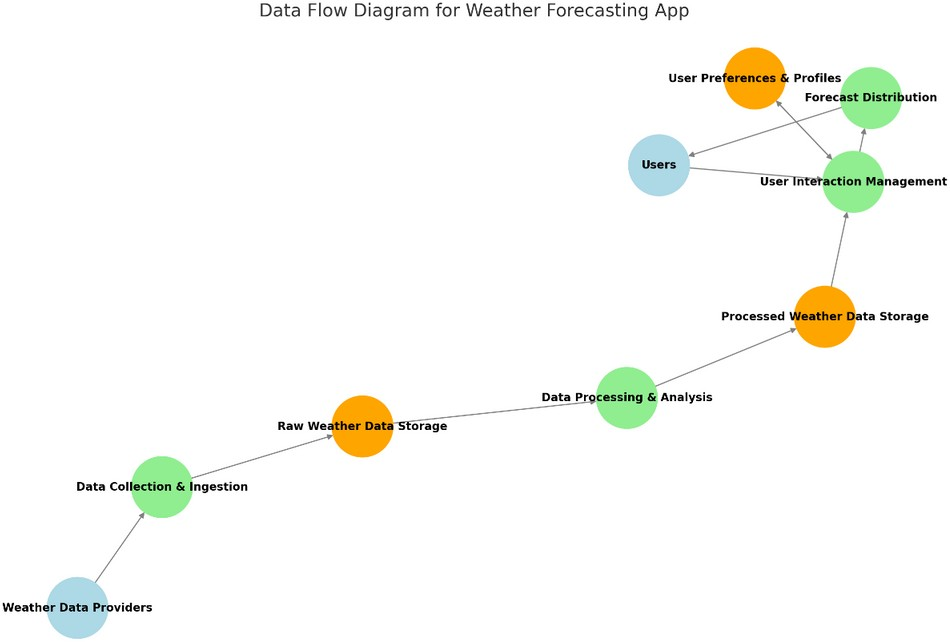 Data Flow Diagram for Weather Forecasting App
User Preferences & Profiles
Forecast Distribution
Users
User Interaction Management
Processed Weather Data Storage
Data Processing & Analysis
Raw Weather Data Storage
Data Collection & Ingestion
Weather Data Providers